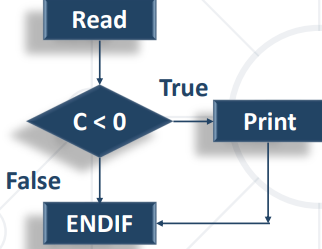 Read
True
C < 0
Print
False
ENDIF